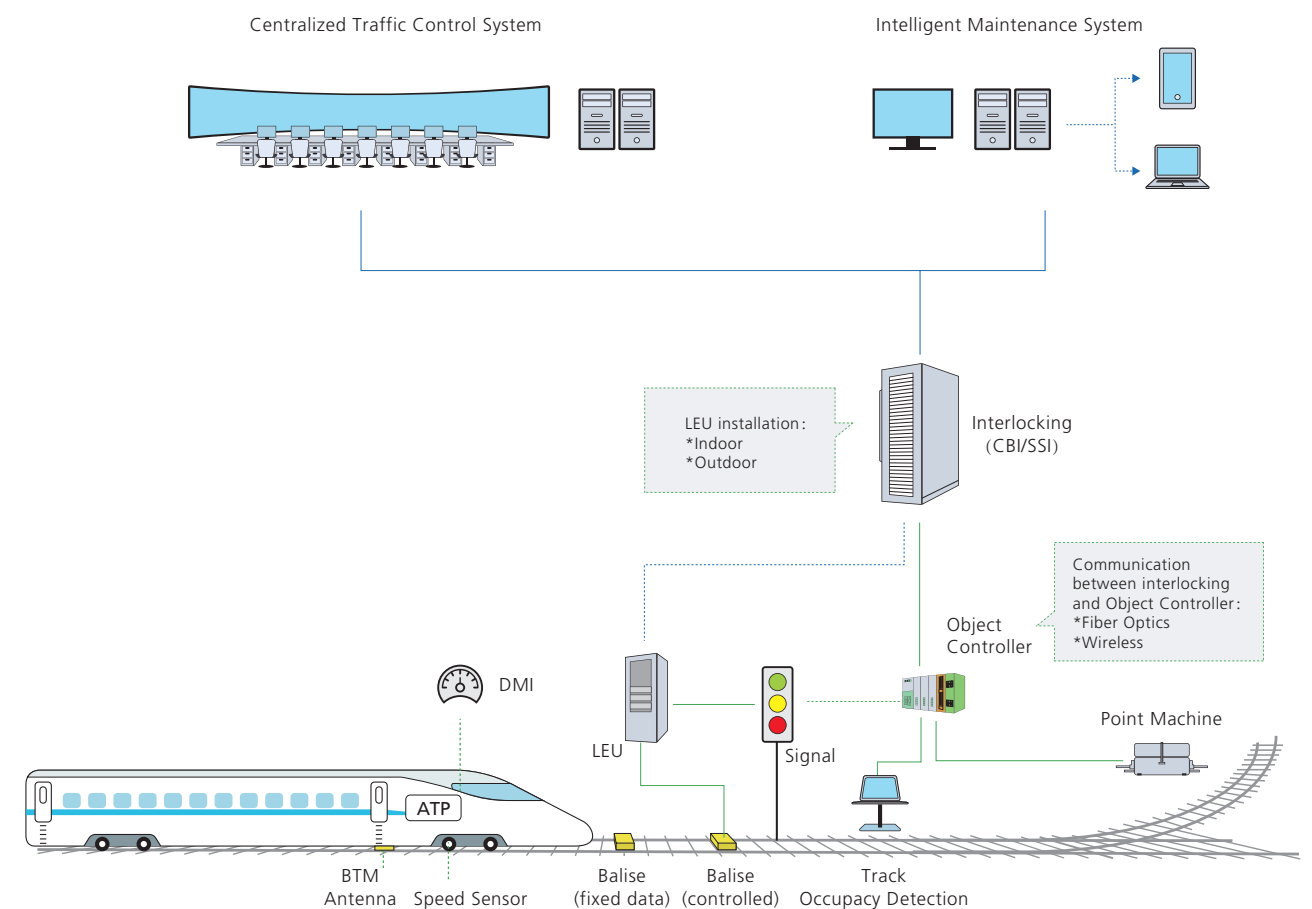 Centralized Traffic Control System
Intelligent Maintenance System
LEU installation:
*Indoor
*Outdoor
Interlocking
(CBI/SSI)
Communication
between interlocking
and Object Controller:
*Fiber Optics
*Wireless
Object
Controller
DMI
Point Machine
LEU
Signal
ATP
BTM
Antenna
Speed Sensor
Balise
(fixed data)
Balise
(controlled)
Track
Occupancy Detection